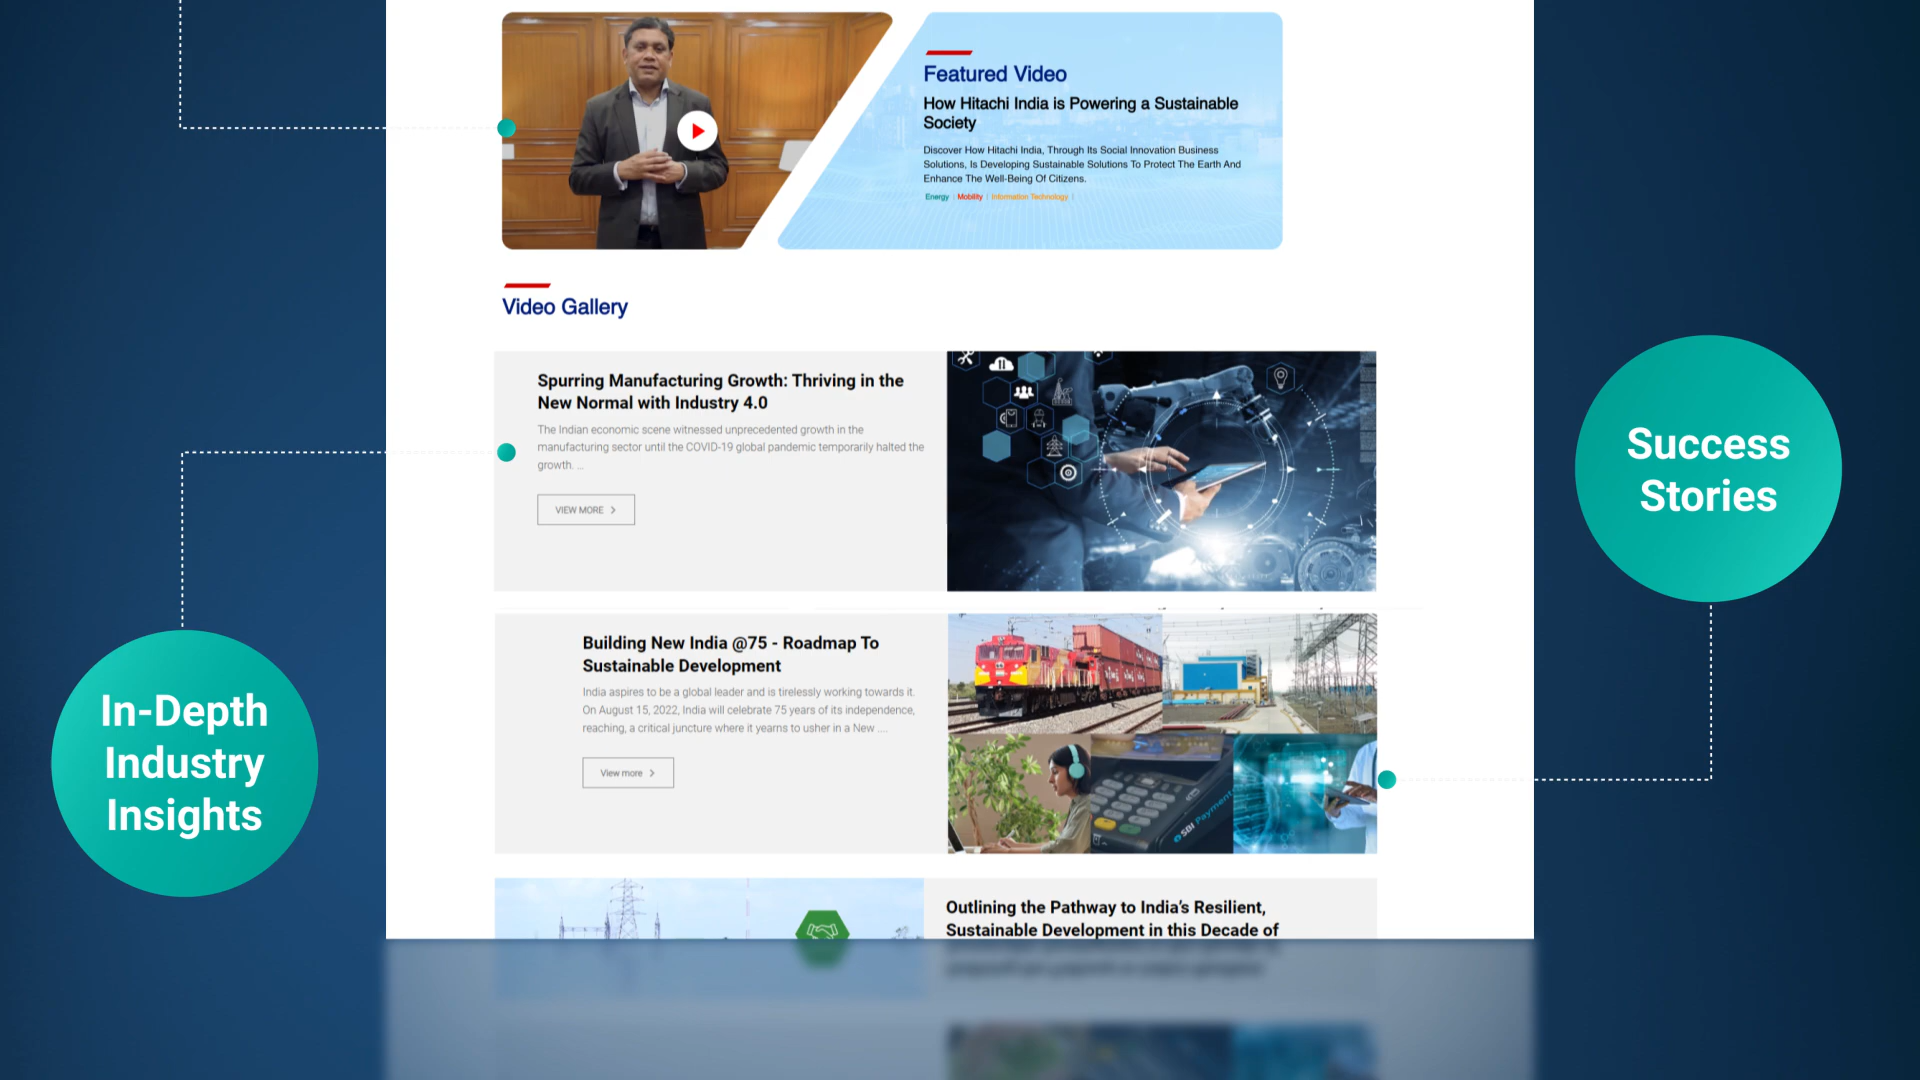 Featured Video
How Hitachi India is Powering a Sustainable
Society
Discover How Hitachi India, Through Its Social Innovation Business
Solutions, Is Developing Sustainable Solutions To Protect The Earth And
Enhance The Well-Being Of Citizens.
Energy | Mobility | Information Technology |
Video Gallery
Spurring Manufacturing Growth: Thriving in the
New Normal with Industry 4.0
The Indian economic scene witnessed unprecedented growth in the
manufacturing sector until the COVID-19 global pandemic temporarily halted the
growth. ...
VIEW MORE >
Success
Stories
Building New India @75 - Roadmap To
Sustainable Development
India aspires to be a global leader and is tirelessly working towards it.
On August 15, 2022, India will celebrate 75 years of its independence,
reaching, a critical juncture where it yearns to usher in a New ....
View more >
SBI Payment
In-Depth
Industry
Insights
Outlining the Pathway to India's Resilient,
Sustainable Development in this Decade of